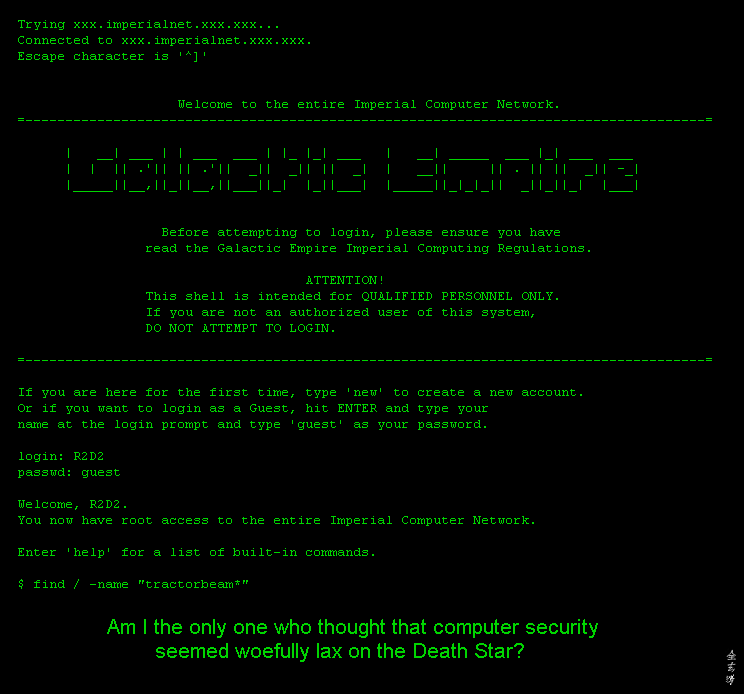 Trying xxx.imperialnet.xxx.xxx...
Connected to xxx.imperialnet.xxx.xxx.
Escape character is '^]'
Welcome to the entire Imperial Computer Network.
Galactic Empire
Before attempting to login, please ensure you have
read the Galactic Empire Imperial Computing Regulations.
ATTENTION!
This shell is intended for QUALIFIED PERSONNEL ONLY.
If you are not an authorized user of this system,
DO NOT ATTEMPT TO LOGIN.
If you are here for the first time, type 'new' to create a new account.
Or if you want to login as a Guest, hit ENTER and type your
name at the login prompt and type 'guest' as your password.
login: R2D2
passwd: guest
Welcome, R2D2.
You now have root access to the entire Imperial Computer Network.
Enter 'help' for a list of built-in commands.
$ find / -name "tractorbeam*"
Am I the only one who thought that computer security
seemed woefully lax on the Death Star?